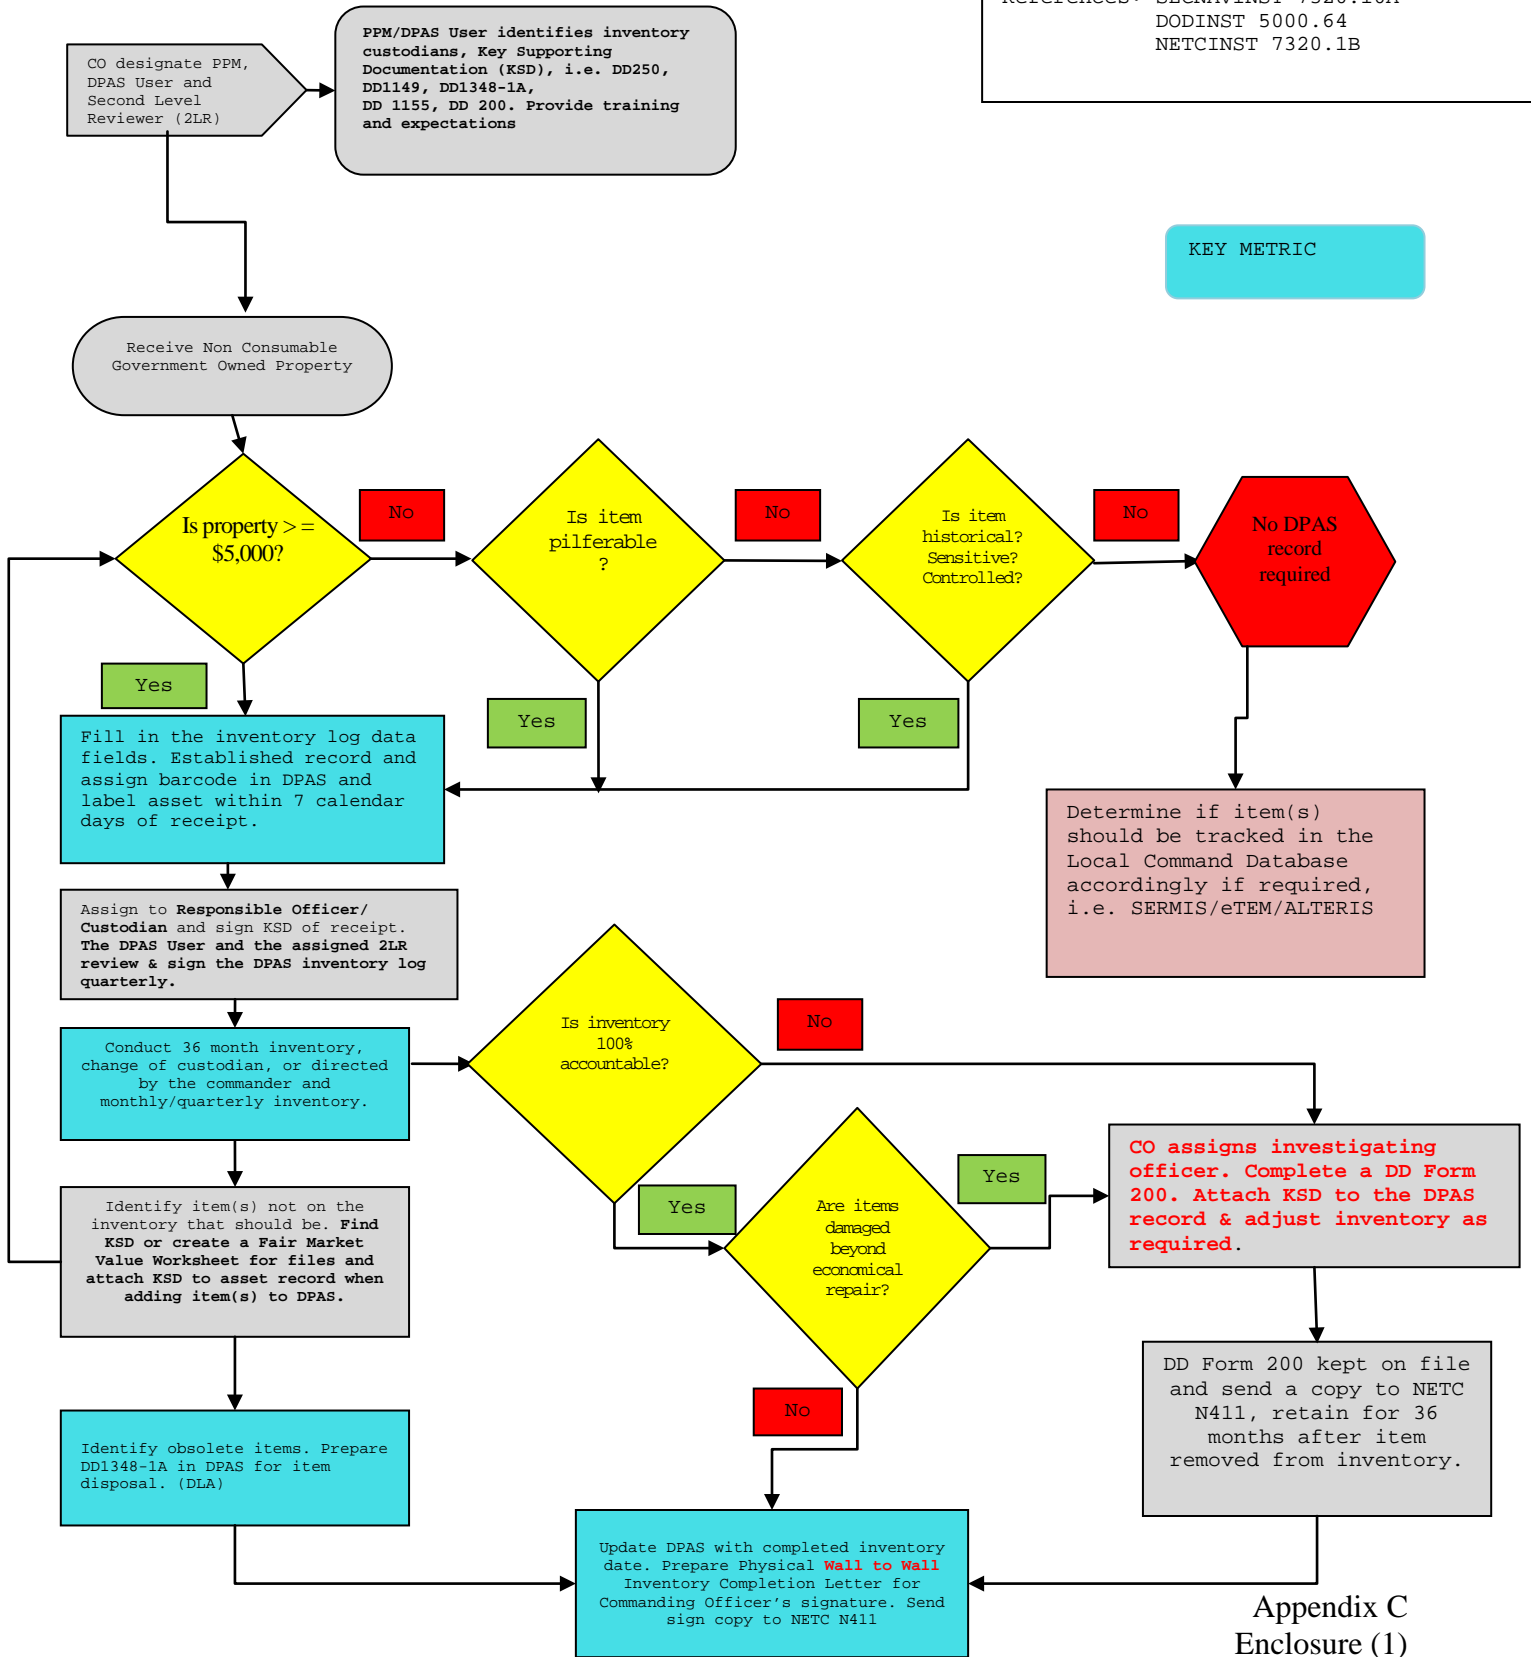 References: SECNAVINST 7320.10A
DODINST 5000.64
NETCINST 7320.1B
CO designate PPM,
DPAS User and
Second Level
Reviewer (2LR)
PPM/DPAS User identifies inventory
custodians, Key Supporting
Documentation (KSD), i.e. DD250,
DD1149, DD1348-1A,
DD 1155, DD 200. Provide training
and expectations
KEY METRIC
Receive Non Consumable
Government Owned Property
Is property > =
$5,000?
No
Is item
pilferable
?
No
Is item
historical?
Sensitive?
Controlled?
No
No DPAS
record
required
Yes
Yes
Yes
Fill in the inventory log data
fields. Established record and
assign barcode in DPAS and
label asset within 7 calendar
days of receipt.
Determine if item(s)
should be tracked in the
Local Command Database
accordingly if required,
i.e. SERMIS/eTEM/ALTERIS
Assign to Responsible Officer/
Custodian and sign KSD of receipt.
The DPAS User and the assigned 2LR
review & sign the DPAS inventory log
quarterly.
Conduct 36 month inventory,
change of custodian, or directed
by the commander and
monthly/quarterly inventory.
Is inventory
100%
accountable?
No
Yes
Are items
damaged
beyond
economical
repair?
Yes
CO assigns investigating
officer. Complete a DD Form
200. Attach KSD to the DPAS
record & adjust inventory as
required.
Identify item(s) not on the
inventory that should be. Find
KSD or create a Fair Market
Value Worksheet for files and
attach KSD to asset record when
adding item(s) to DPAS.
No
DD Form 200 kept on file
and send a copy to NETC
N411, retain for 36
months after item
removed from inventory.
Identify obsolete items. Prepare
DD1348-1A in DPAS for item
disposal. (DLA)
Update DPAS with completed inventory
date. Prepare Physical Wall to Wall
Inventory Completion Letter for
Commanding Officer's signature. Send
sign copy to NETC N411
Appendix C
Enclosure (1)